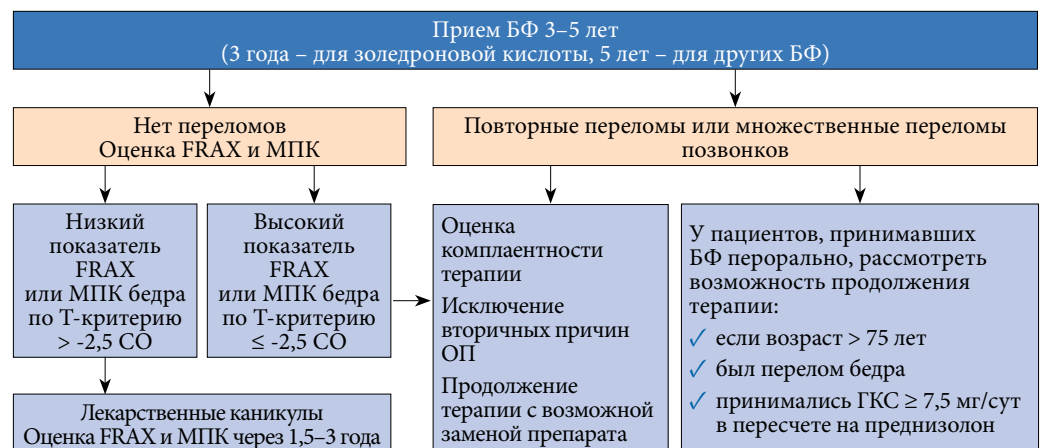 Прием БФ 3–5 лет
(3 года – для золедроновой кислоты, 5 лет – для других БФ)
Нет переломов
Оценка FRAX и МПК
Повторные переломы или множественные переломы
позвонков
Низкий
показатель
FRAX
или МПК бедра
по Т-критерию
> -2,5 СО
Высокий
показатель
FRAX
или МПК бедра
по Т-критерию
≤ -2,5 СО
Оценка
комплаентности
терапии
Исключение
вторичных причин
ОП
Продолжение
терапии с возможной
заменой препарата
У пациентов, принимавших
БФ перорально, рассмотреть
возможность продолжения
терапии:
✓ если возраст > 75 лет
✓ был перелом бедра
✓ принимались ГКС ≥ 7,5 мг/сут
в пересчете на преднизолон
Лекарственные каникулы
Оценка FRAX и МПК через 1,5–3 года